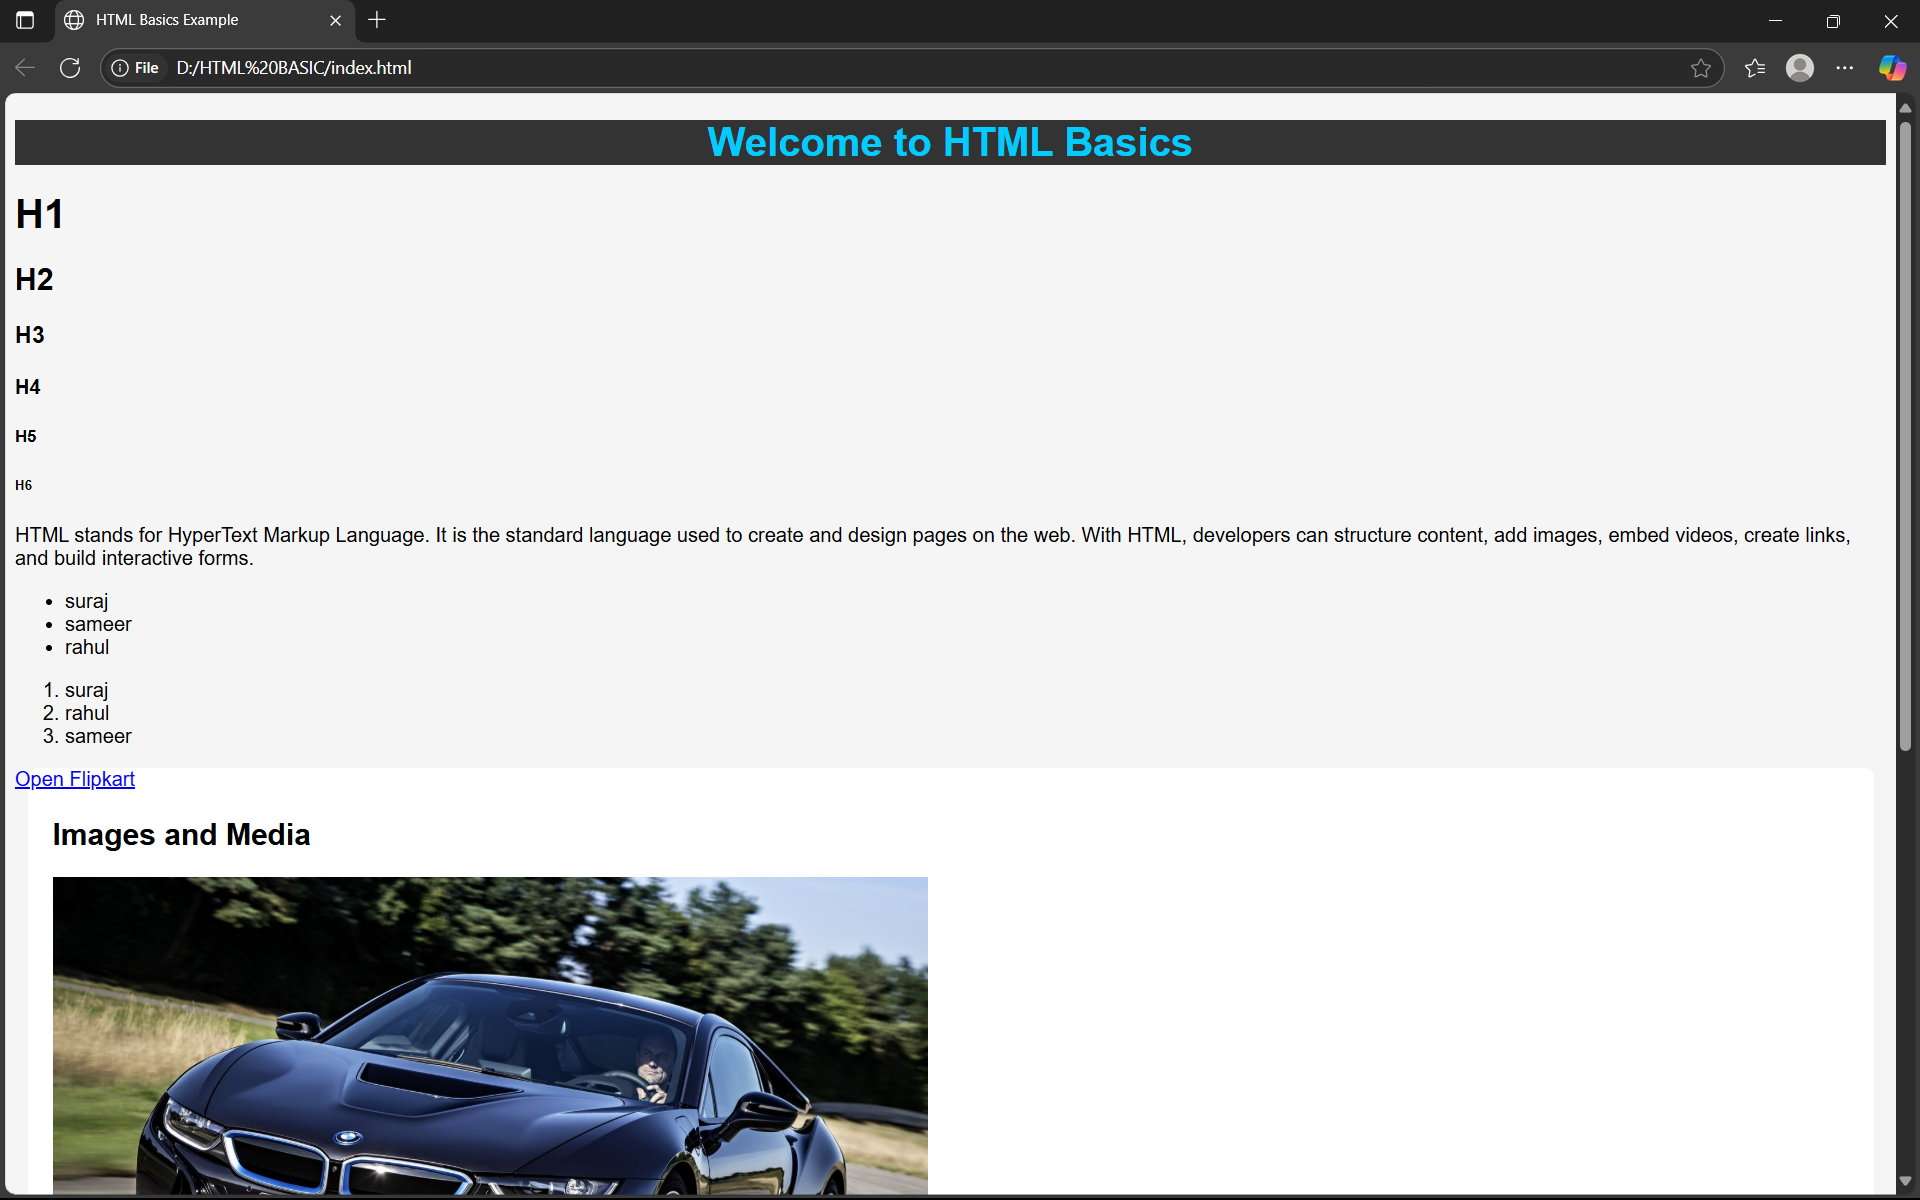 HTML Basics Example
File D:/HTML%20BASIC/index.html
Welcome to HTML Basics
H1
H2
H3
H4
H5
H6
HTML stands for HyperText Markup Language. It is the standard language used to create and design pages on the web. With HTML, developers can structure content, add images, embed videos, create links,
and build interactive forms.
• suraj
• sameer
• rahul
1. suraj
2. rahul
3. sameer
Open Flipkart
Images and Media